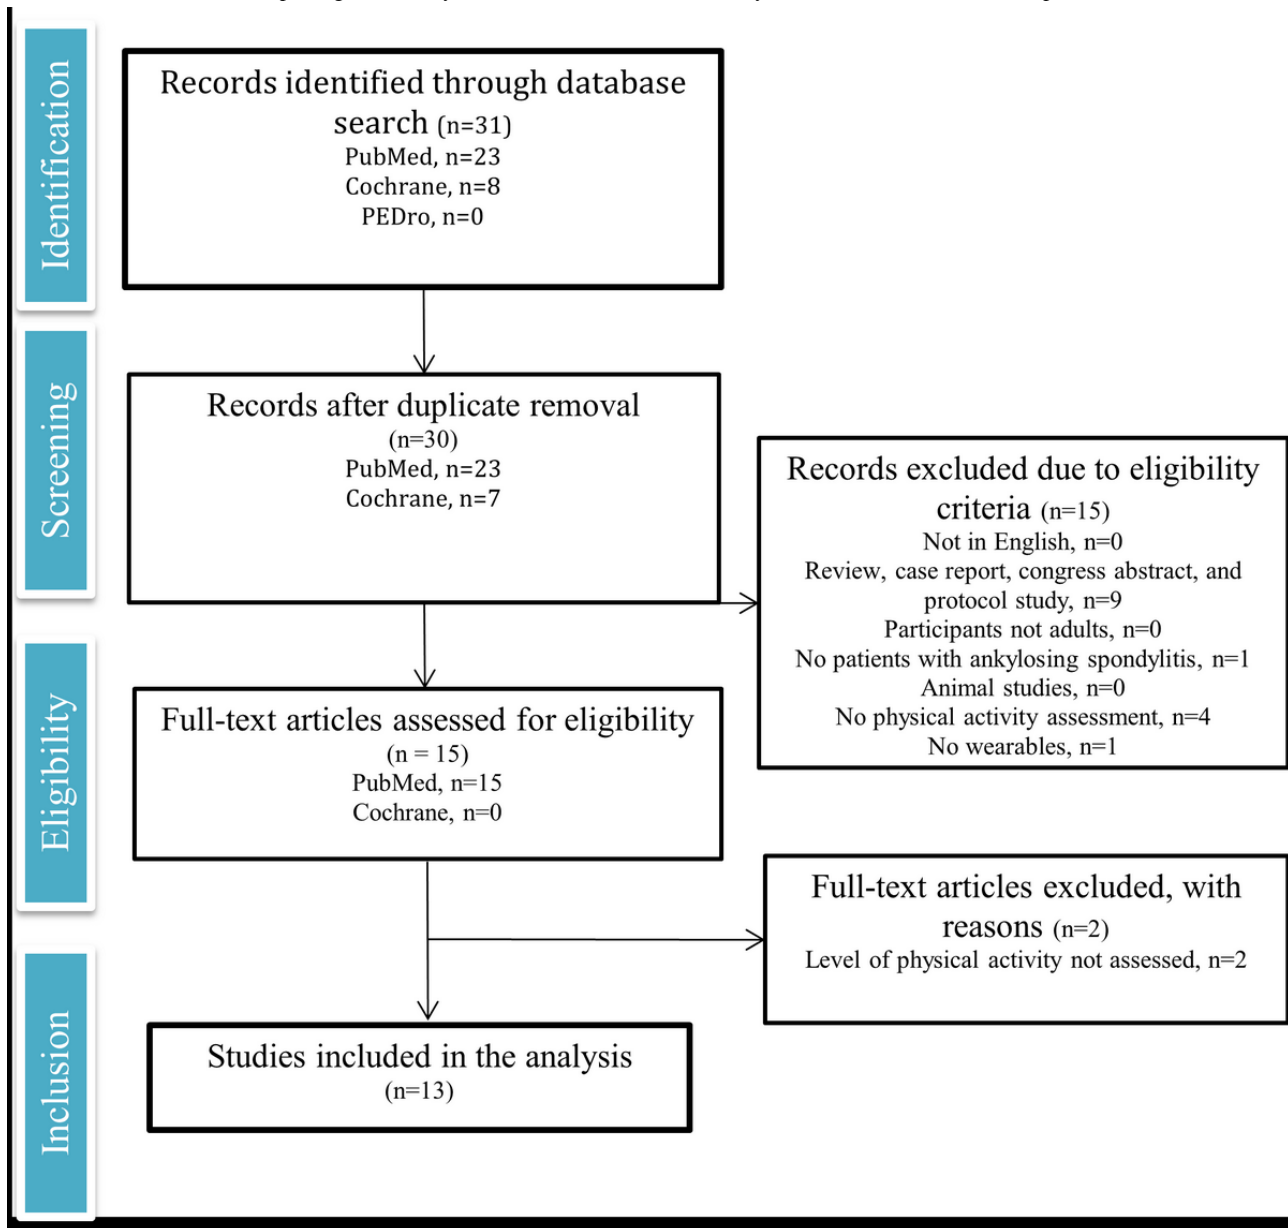 Identification
Records identified through database
search (n=31)
PubMed, n=23
Cochrane, n=8
PEDro, n=0
Screening
Records after duplicate removal
(n=30)
PubMed, n=23
Cochrane, n=7
Records excluded due to eligibility
criteria (n=15)
Not in English, n=0
Review, case report, congress abstract, and
protocol study, n=9
Participants not adults, n=0
No patients with ankylosing spondylitis, n=1
Animal studies, n=0
No physical activity assessment, n=4
No wearables, n=1
Eligibility
Full-text articles assessed for eligibility
(n = 15)
PubMed, n=15
Cochrane, n=0
Full-text articles excluded, with
reasons (n=2)
Level of physical activity not assessed, n=2
Inclusion
Studies included in the analysis
(n=13)